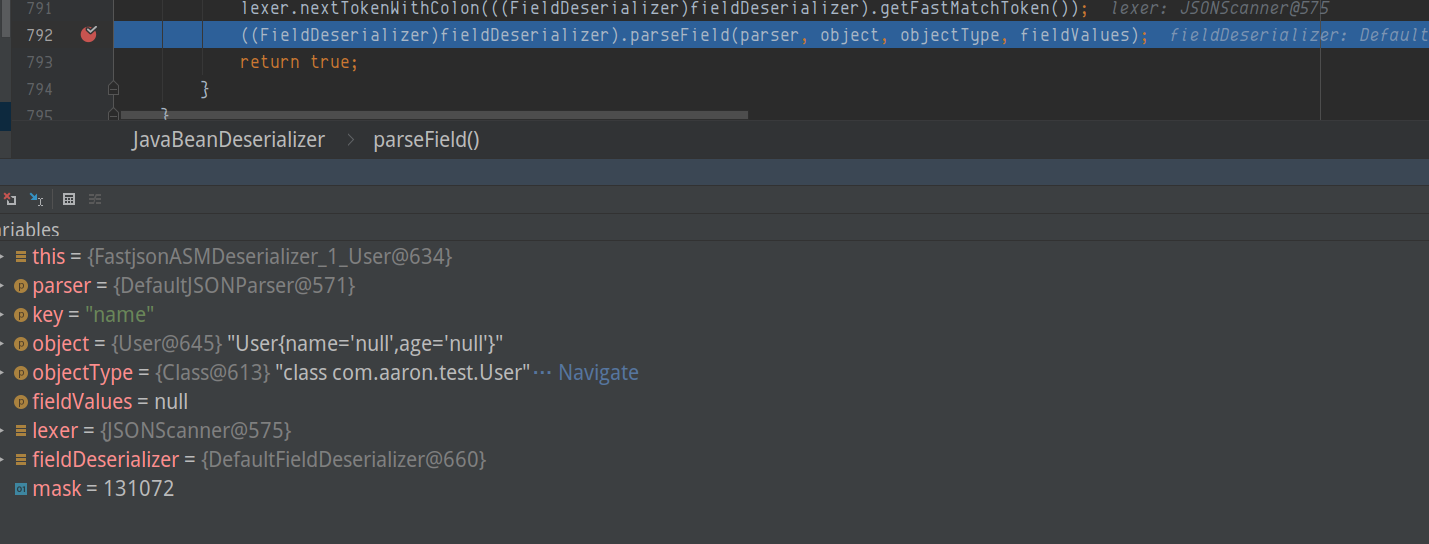 791 lexer.nextTokenWithColon(((FieldDeserializer)fieldDeserializer).getFastMatchToken()); lexer: JSONScanner@575
792 ((FieldDeserializer)fieldDeserializer).parseField(parser, object, objectType, fieldValues); fieldDeserializer: Default
793 return true;
794 }
795 }
JavaBeanDeserializer > parseField()
ariables
this = {FastjsonASMDeserializer_1_User@634}
parser = {DefaultJSONParser@571}
key = "name"
object = {User@645} "User{name='null',age='null'}"
objectType = {Class@613} "class com.aaron.test.User" ... Navigate
fieldValues = null
lexer = {JSONScanner@575}
fieldDeserializer = {DefaultFieldDeserializer@660}
mask = 131072